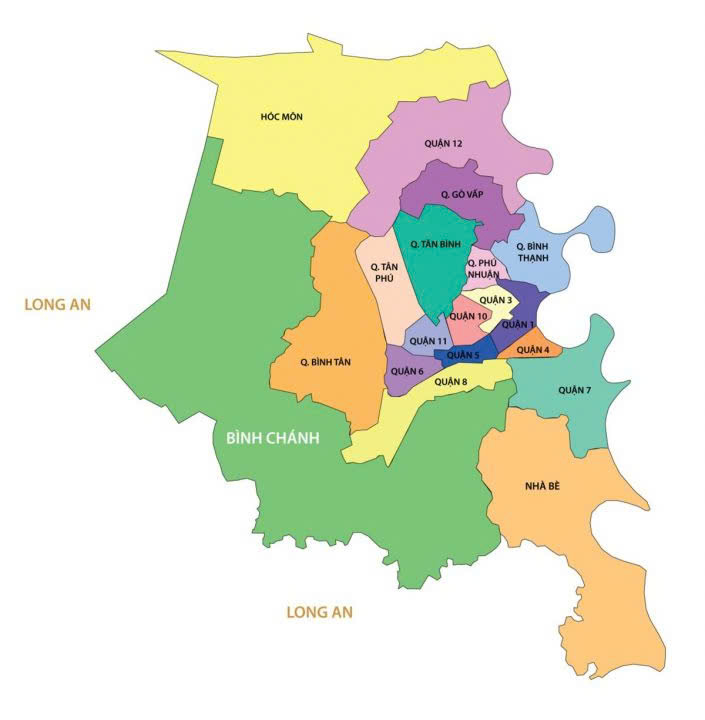 HÓC MÔN
QUẬN 12
Q. GÒ VẤP
Q. TÂN BÌNH
Q. BÌNH
THẠNH
Q. PHÚ
NHUẬN
Q. TÂN
PHÚ
LONG AN
QUẬN 3
QUẬN 10
QUẬN 1
QUẬN 11
QUẬN 4
QUẬN 5
Q. BÌNH TÂN
QUẬN 6
QUẬN 8
QUẬN 7
BÌNH CHÁNH
NHÀ BÈ
LONG AN